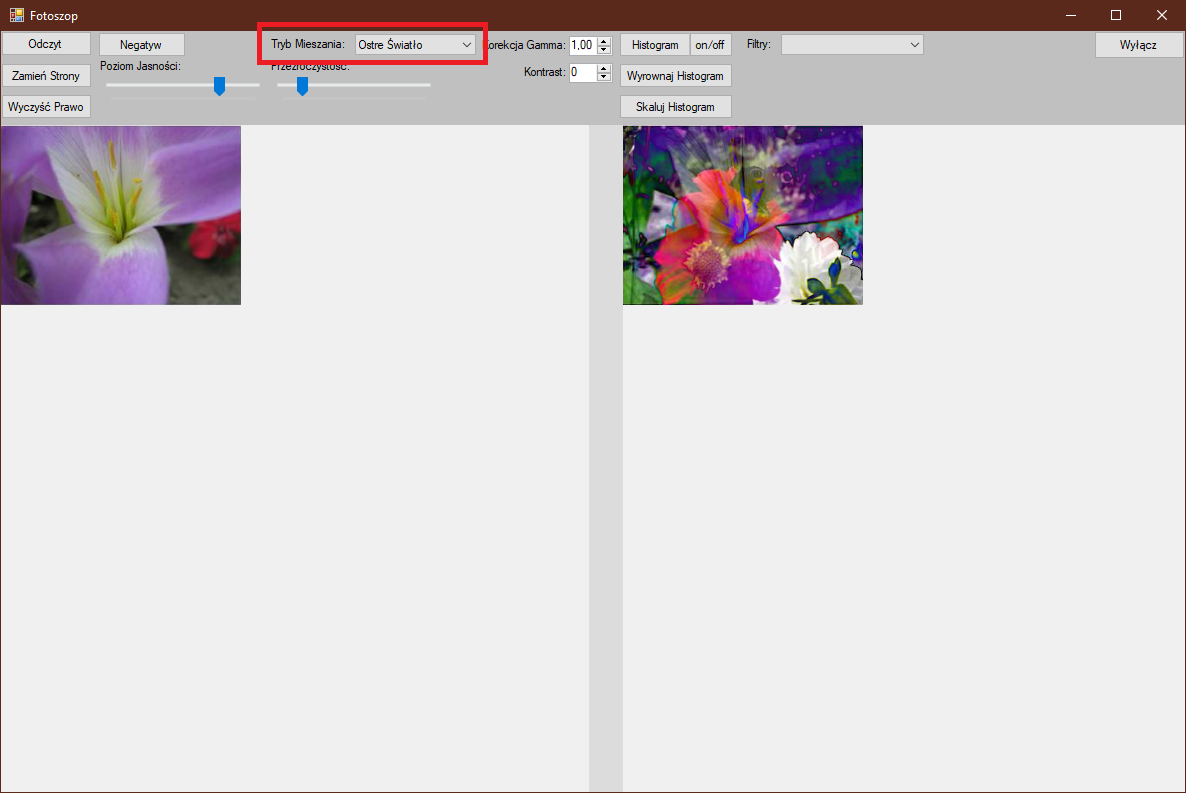 Fotoszop
Odczyt
Negatyw
Tryb Mieszania:
Ostre Światło
Korekcja Gamma:
1,00
Histogram
on/off
Filtry:
Wyłącz
Zamień Strony
Poziom Jasności:
Przezroczystość:
Kontrast:
0
Wyrownaj Histogram
Wyczyść Prawo
Skaluj Histogram